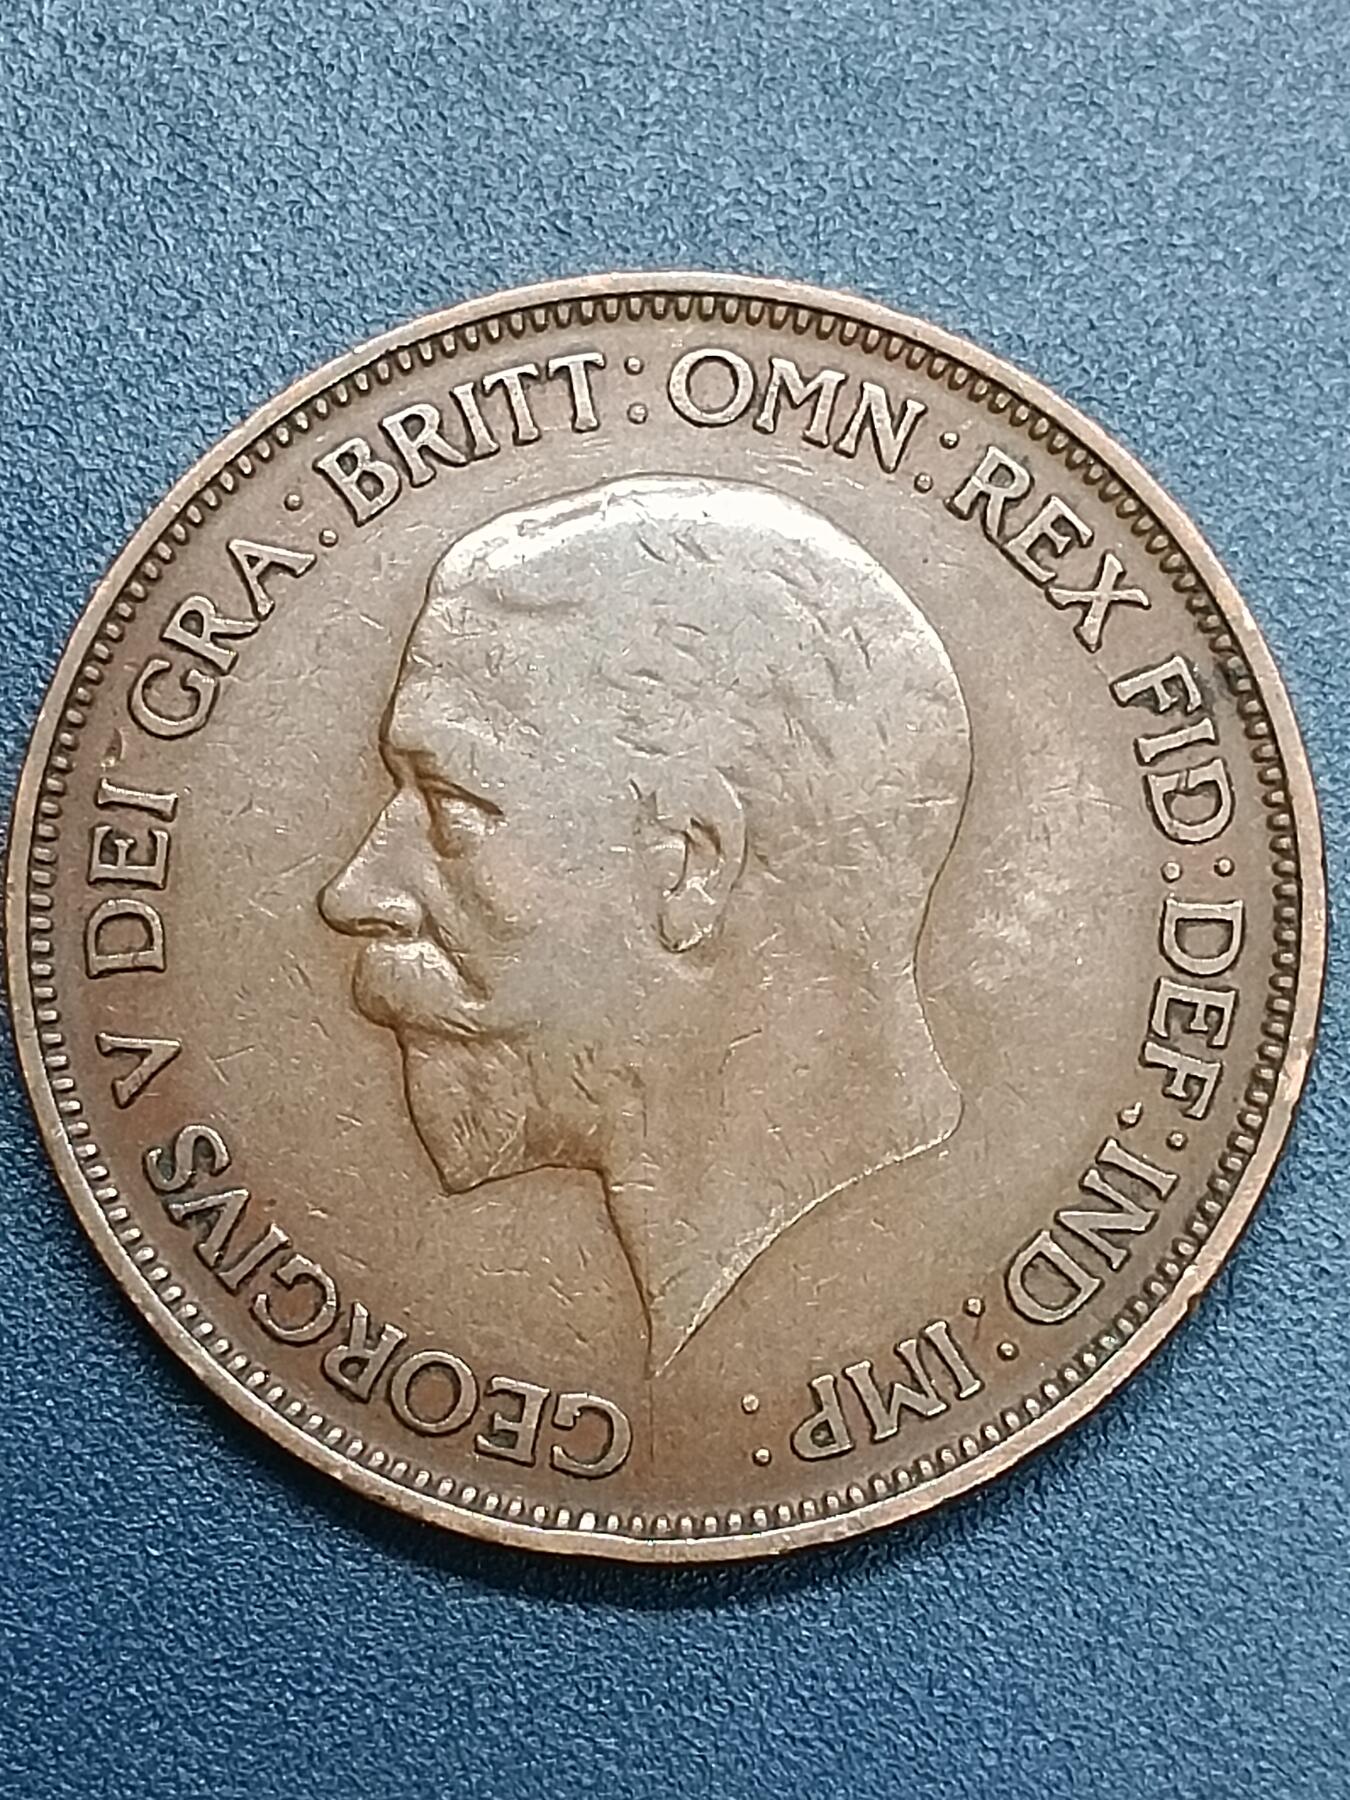 GEORGIVS V DEI GRA: BRITT: OMN: REX FID: DEF: IND: IMP: